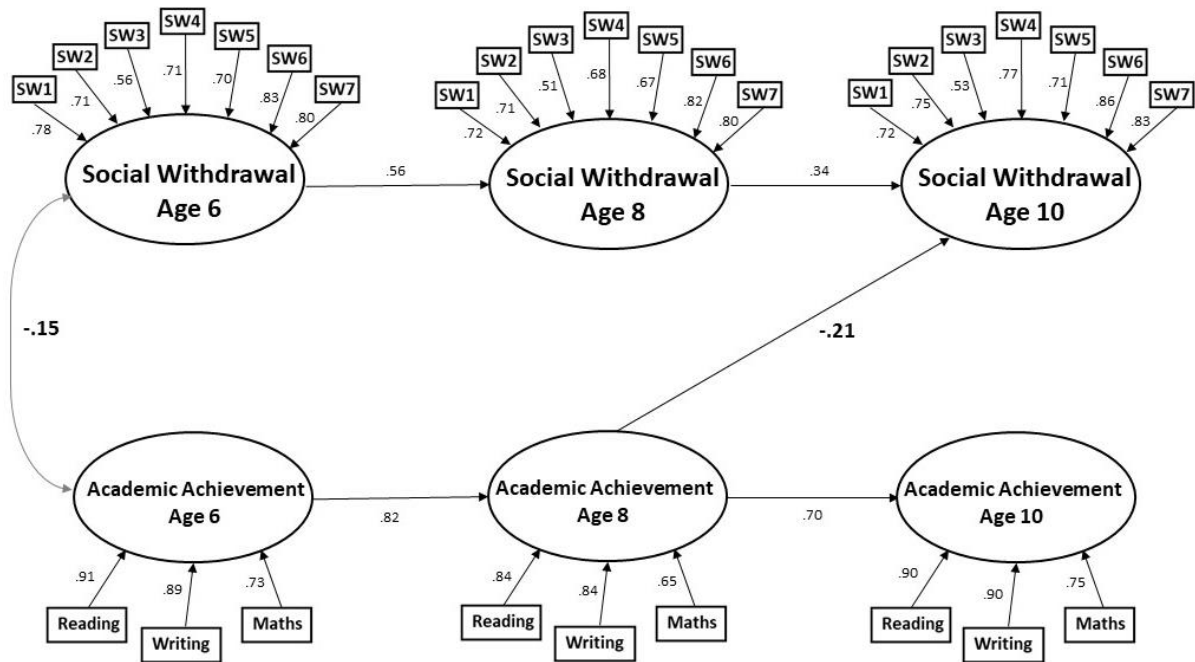 SW1
SW2
SW3
SW4
SW5
SW6
SW7
.78
.71
.56
.71
.70
.83
.80
Social Withdrawal
Age 6
.56
SW1
SW2
SW3
SW4
SW5
SW6
SW7
.72
.71
.51
.68
.67
.82
.80
Social Withdrawal
Age 8
.34
SW1
SW2
SW3
SW4
SW5
SW6
SW7
.72
.75
.53
.77
.71
.86
.83
Social Withdrawal
Age 10
-.15
-.21
Academic Achievement
Age 6
.82
Academic Achievement
Age 8
.70
Academic Achievement
Age 10
.91
.89
.73
Reading
Writing
Maths
.84
.84
.65
Reading
Writing
Maths
.90
.90
.75
Reading
Writing
Maths